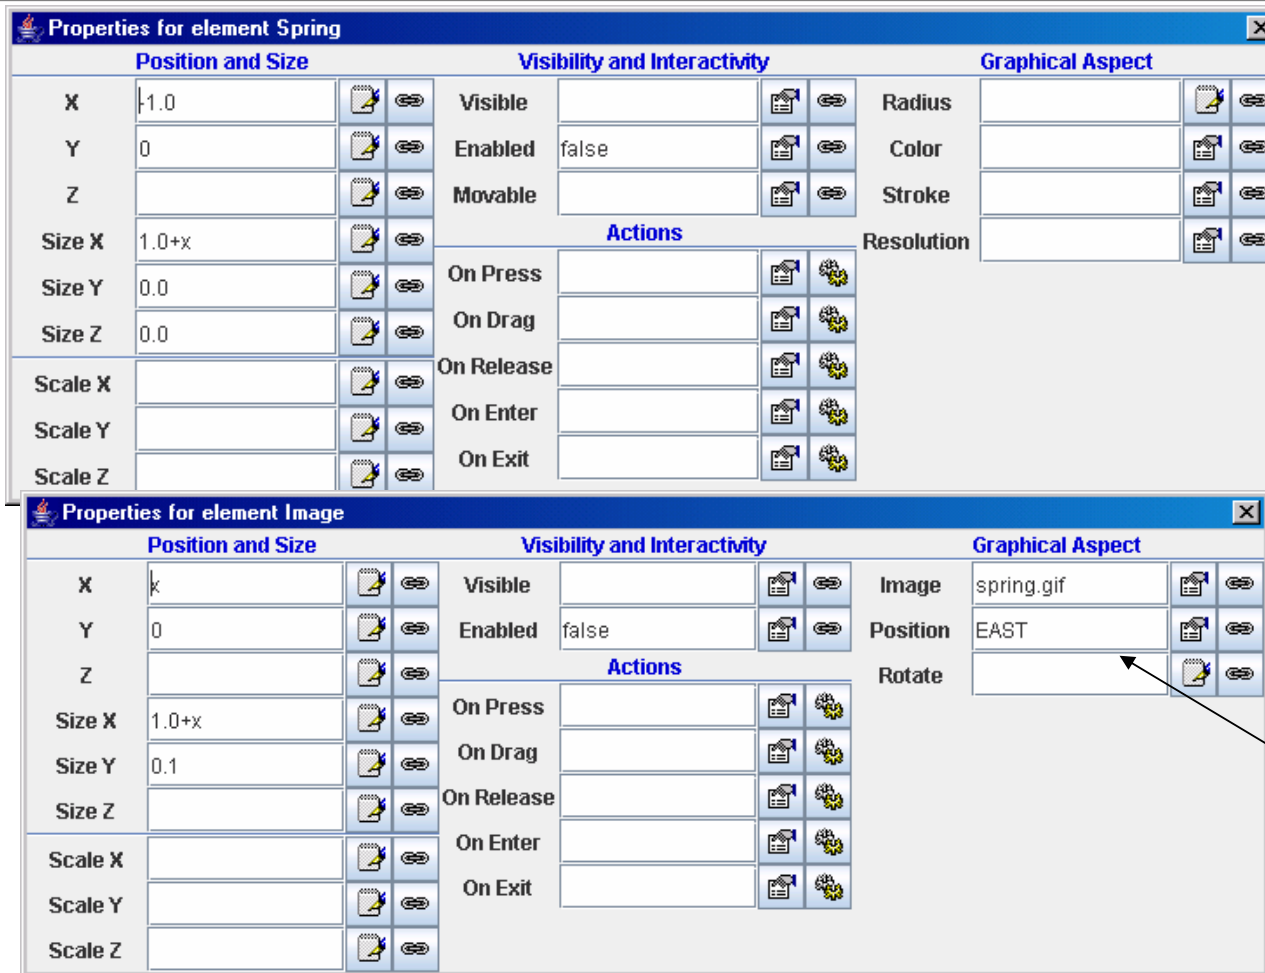 Properties for element Spring
Position and Size Visibility and Interactivity Graphical Aspect
X -1.0 Visible Radius
Y 0 Enabled false Color
Z Movable Stroke
Size X 1.0+x Actions Resolution
Size Y 0.0 On Press
Size Z 0.0 On Drag
Scale X On Release
Scale Y On Enter
Scale Z On Exit
Properties for element Image
Position and Size Visibility and Interactivity Graphical Aspect
X x Visible Image spring.gif
Y 0 Enabled false Position EAST
Z Actions Rotate
Size X 1.0+x On Press
Size Y 0.1 On Drag
Size Z On Release
Scale X On Enter
Scale Y On Exit
Scale Z